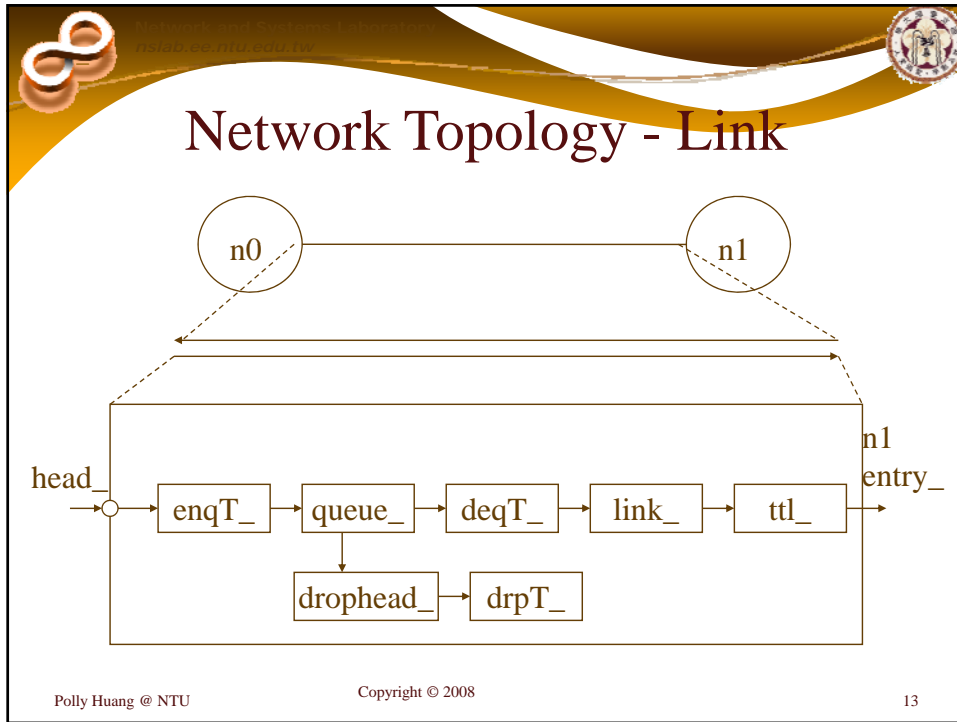 Network and Systems Laboratory
nslab.ee.ntu.edu.tw
Network Topology - Link
n0
n1
n1
head_
entry_
enqT_
queue_
deqT_
link_
ttl_
drophead_
drpT_
Polly Huang @ NTU
Copyright © 2008
13